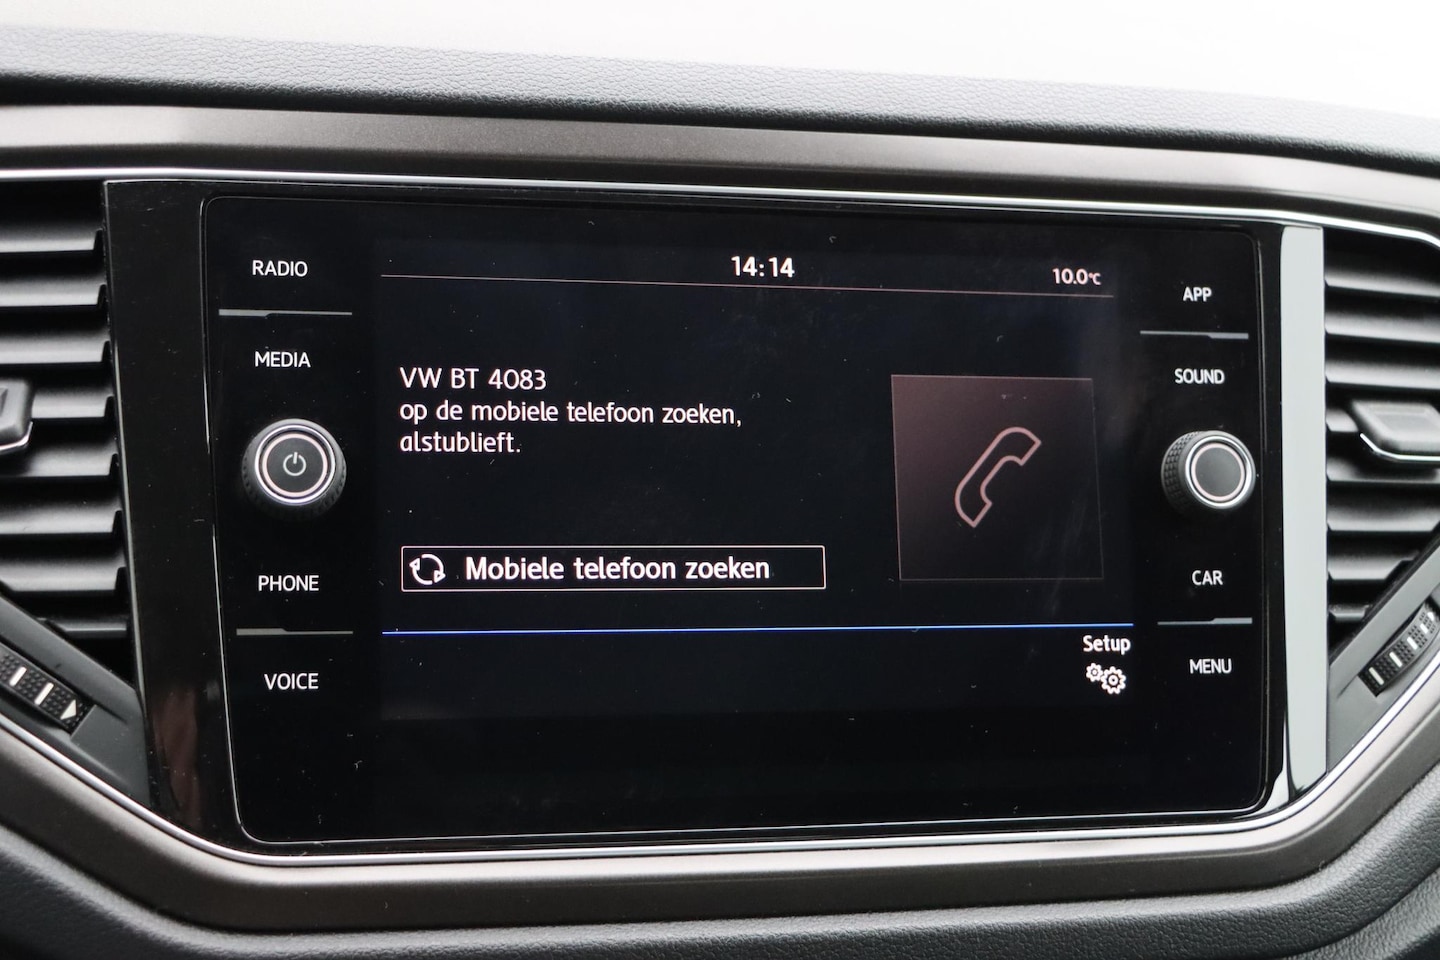 RADIO
MEDIA
PHONE
VOICE
14:14
10.0°C
VW BT 4083
op de mobiele telefoon zoeken,
alstublieft.
Mobiele telefoon zoeken
Setup
APP
SOUND
CAR
MENU